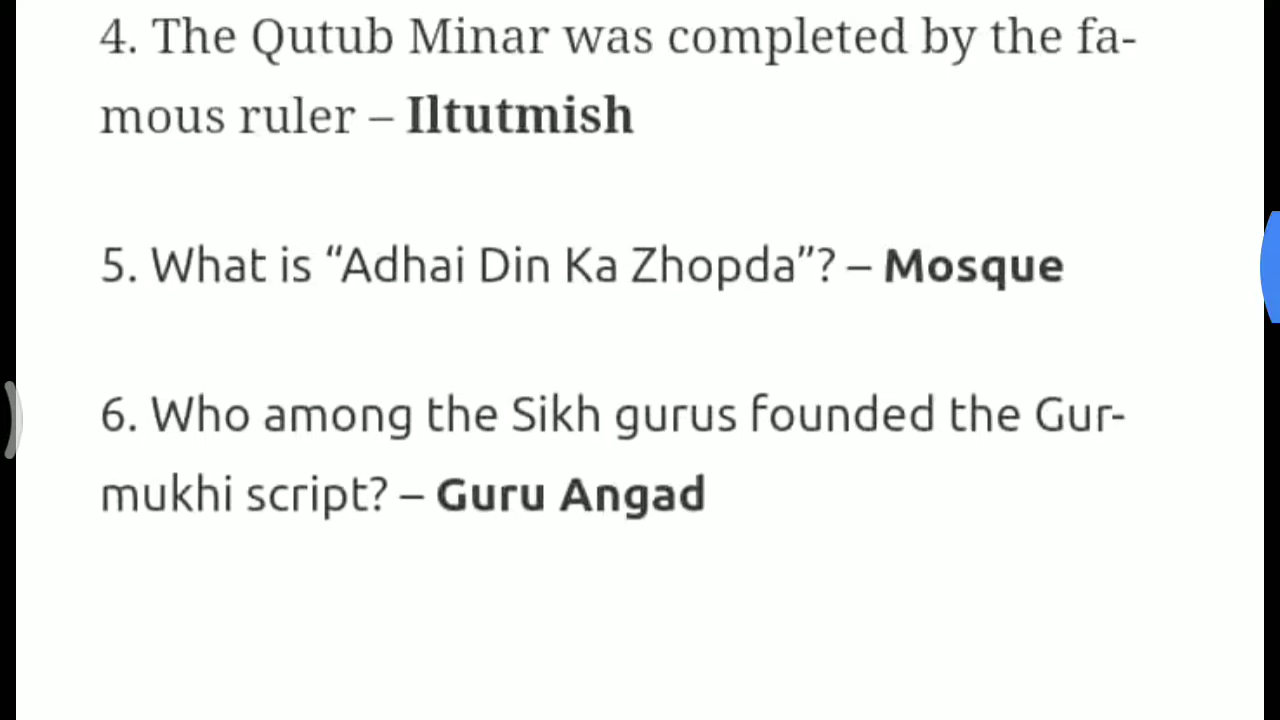 4. The Qutub Minar was completed by the fa-
mous ruler – Iltutmish
5. What is “Adhai Din Ka Zhopda”? – Mosque
6. Who among the Sikh gurus founded the Gur-
mukhi script? – Guru Angad